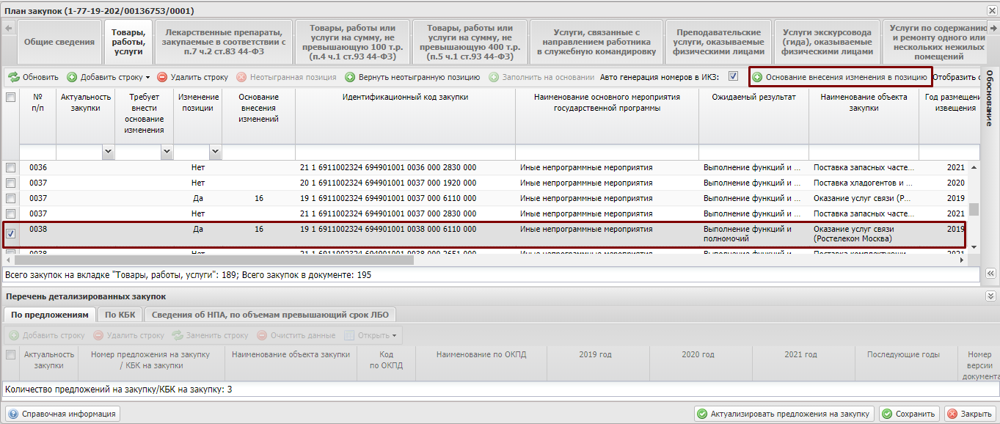 План закупок (1-77-19-202/00136753/0001)
Общие сведения
Товары, работы, услуги
Лекарственные препараты, закупаемые в соответствии с п.7 ч.2 ст.83 44-ФЗ
Товары, работы или услуги на сумму, не превышающую 100 т.р. (п.4 ч.1 ст.93 44-ФЗ)
Товары, работы или услуги на сумму, не превышающую 400 т.р. (п.5 ч.1 ст.93 44-ФЗ)
Услуги, связанные с направлением работника в служебную командировку
Преподавательские услуги, оказываемые физическими лицами
Услуги экскурсовода (гида), оказываемые физическими лицами
Услуги по содержанию и ремонту одного или нескольких нежилых помещений
Обновить Добавить строку Удалить строку Неотыгранная позиция Вернуть неотыгранную позицию Заполнить на основании Авто генерация номеров в ИКЗ: Основание внесения изменения в позицию Отобразить с
Обоснование
№ п/п
Актуальность закупки
Требует внести основание изменения
Изменение позиции
Основание внесения изменений
Идентификационный код закупки
Наименование основного мероприятия государственной программы
Ожидаемый результат
Наименование объекта закупки
Год размещени извещения
0036 Нет 21 1 6911002324 694901001 0036 000 2830 000 Иные непрограммные мероприятия Выполнение функций и ... Поставка запасных часте... 2021
0037 Нет 20 1 6911002324 694901001 0037 000 1920 000 Иные непрограммные мероприятия Выполнение функций и ... Поставка хладогентов и ... 2020
0037 Да 16 19 1 6911002324 694901001 0037 000 6110 000 Иные непрограммные мероприятия Выполнение функций и ... Оказание услуг связи (Р... 2019
0037 Нет 21 1 6911002324 694901001 0037 000 2830 000 Иные непрограммные мероприятия Выполнение функций и ... Поставка запасных часте... 2021
0038 Да 16 19 1 6911002324 694901001 0038 000 6110 000 Иные непрограммные мероприятия Выполнение функций и полномочий Оказание услуг связи (Ростелеком Москва) 2019
0038 Нет 21 1 6911002324 694901001 0038 000 2651 000 Иные непрограммные мероприятия Выполнение функций и ... Поставка комплектующи... 2021
Всего закупок на вкладке "Товары, работы, услуги": 189; Всего закупок в документе: 195
Перечень детализированных закупок
По предложениям По КБК Сведения об НПА, по объемам превышающий срок ЛБО
Добавить строку Удалить строку Заменить строку Очистить данные Открыть
Актуальность закупки
Номер предложения на закупку / КБК на закупки
Наименование объекта закупки
Код по ОКПД
Наименование по ОКПД
2019 год
2020 год
2021 год
Последующие годы
Номер версии документа
Количество предложений на закупку/КБК на закупку: 3
Справочная информация Актуализировать предложения на закупку Сохранить Закрыть